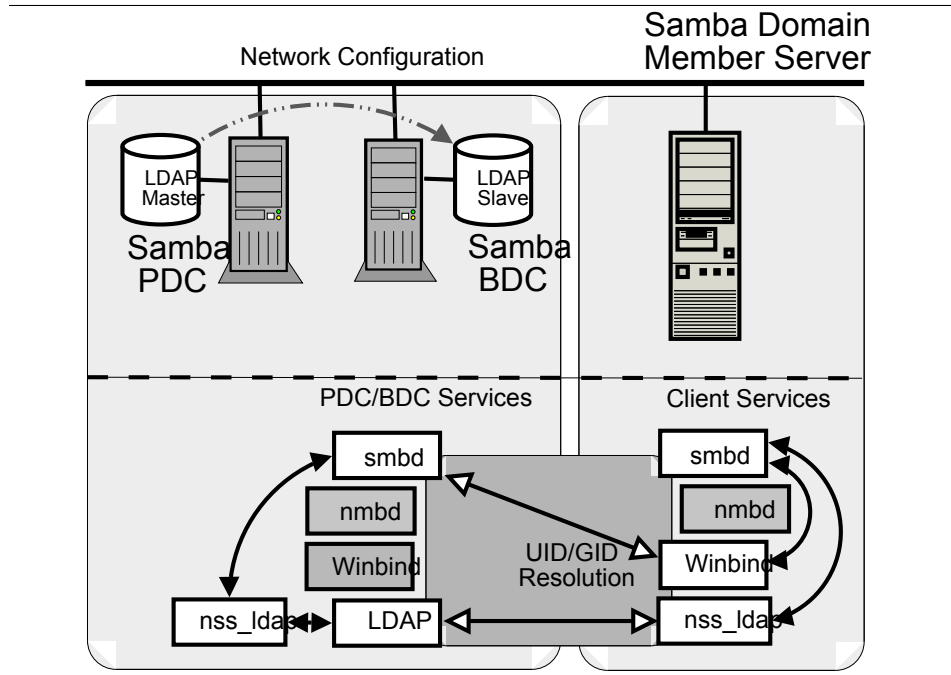 Network Configuration
Samba Domain
Member Server
LDAP
Master
LDAP
Slave
Samba
PDC
Samba
BDC
PDC/BDC Services
Client Services
smbd
nmbd
Winbind
nss_ldap
LDAP
UID/GID
Resolution
smbd
nmbd
Winbind
nss_ldap